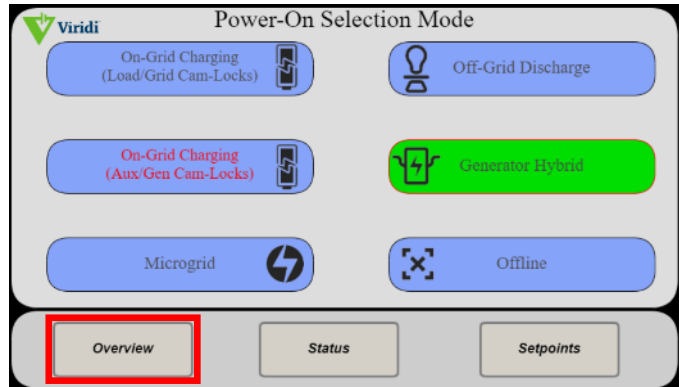 Viridi
Power-On Selection Mode
On-Grid Charging
(Load/Grid Cam-Locks)
Off-Grid Discharge
On-Grid Charging
(Aux/Gen Cam-Locks)
Generator Hybrid
Microgrid
Offline
Overview
Status
Setpoints